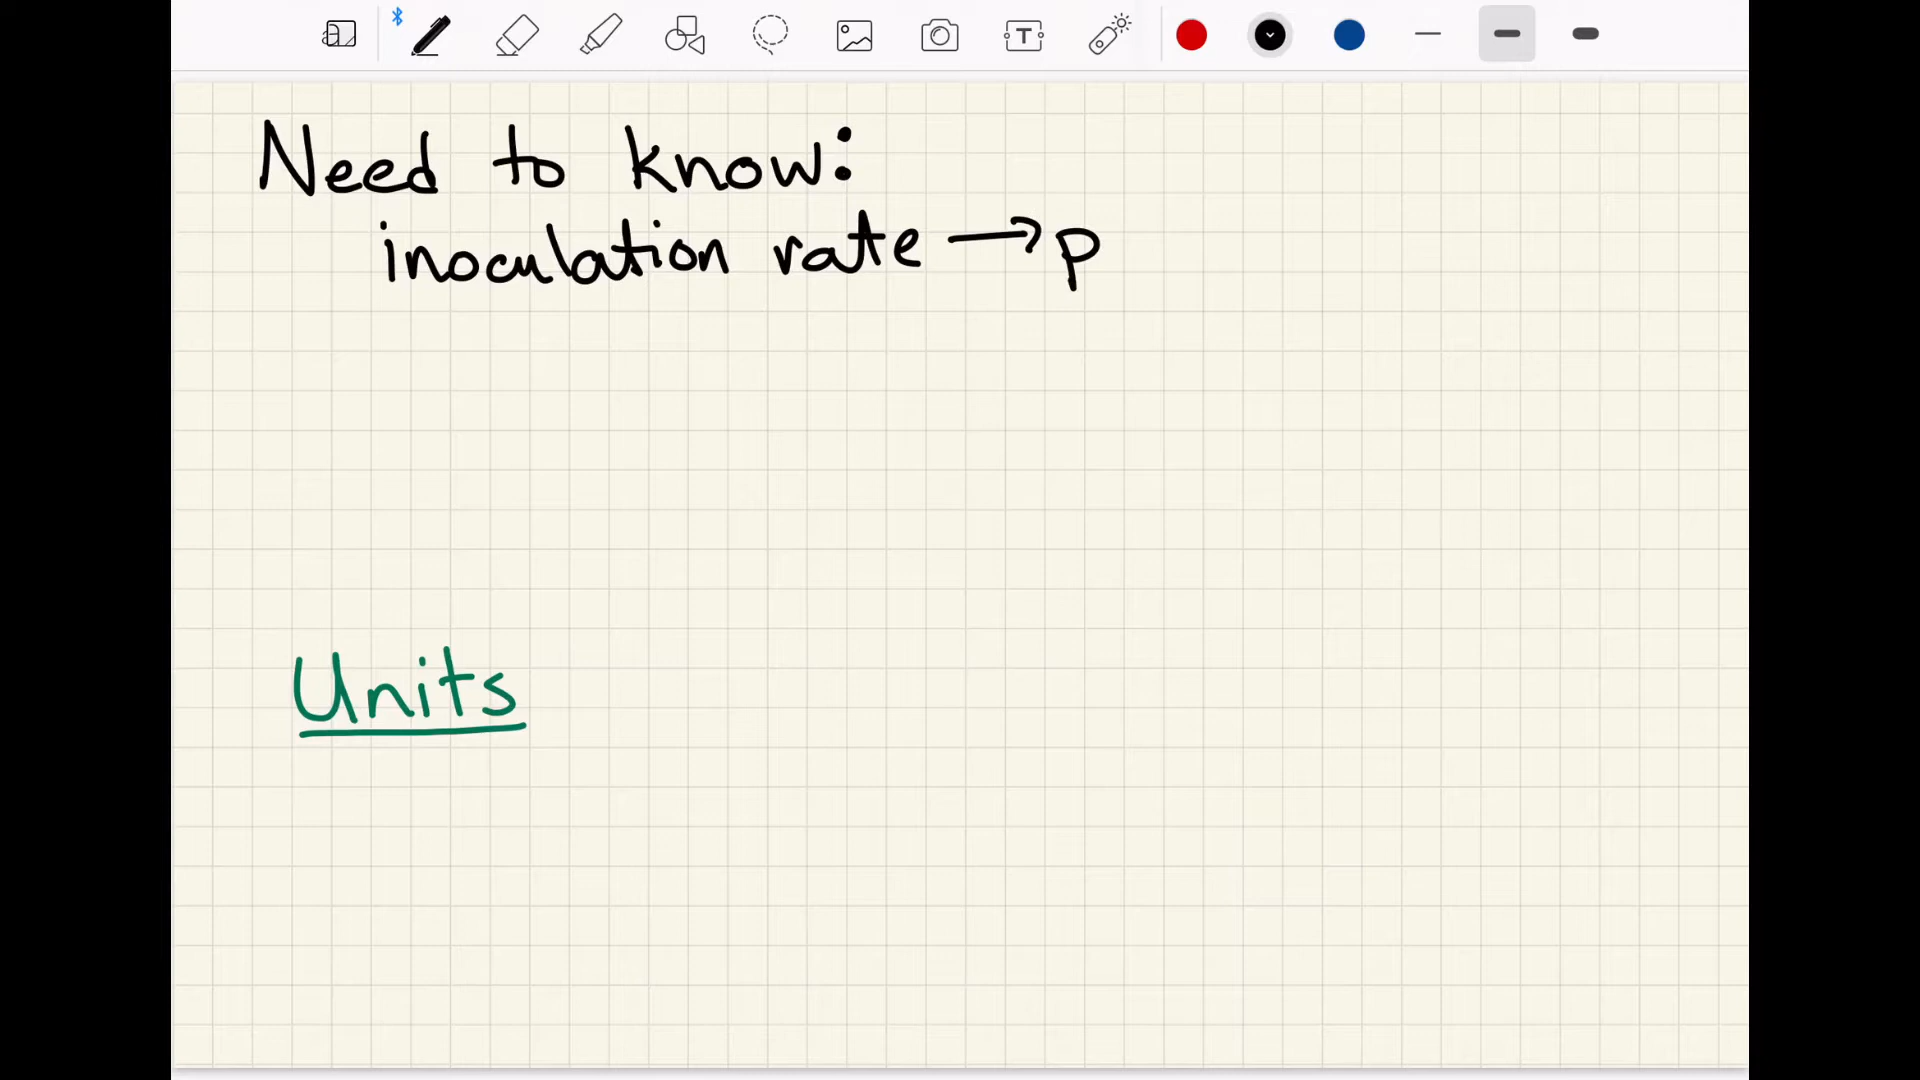 Need to know:
inoculation rate → p
Units